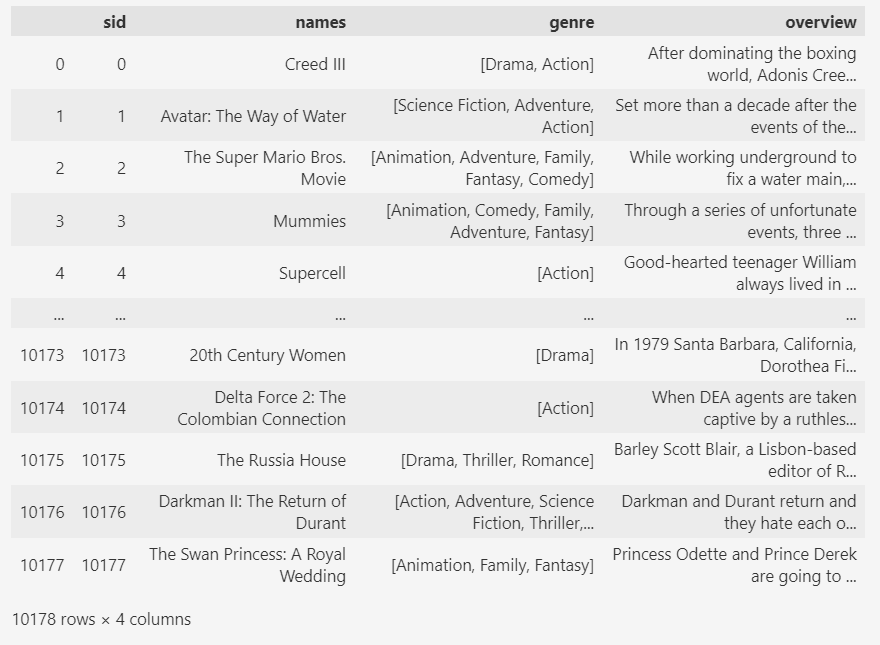 sid names genre overview
0 0 Creed III [Drama, Action] After dominating the boxing
world, Adonis Cree...
1 1 Avatar: The Way of Water [Science Fiction, Adventure,
Action] Set more than a decade after the
events of the...
2 2 The Super Mario Bros.
Movie [Animation, Adventure, Family,
Fantasy, Comedy] While working underground to
fix a water main,...
3 3 Mummies [Animation, Comedy, Family,
Adventure, Fantasy] Through a series of unfortunate
events, three ...
4 4 Supercell [Action] Good-hearted teenager William
always lived in ...
... ... ... ... ...
10173 10173 20th Century Women [Drama] In 1979 Santa Barbara, California,
Dorothea Fi...
10174 10174 Delta Force 2: The
Colombian Connection [Action] When DEA agents are taken
captive by a ruthles...
10175 10175 The Russia House [Drama, Thriller, Romance] Barley Scott Blair, a Lisbon-based
editor of R...
10176 10176 Darkman II: The Return of
Durant [Action, Adventure, Science
Fiction, Thriller,... Darkman and Durant return and
they hate each o...
10177 10177 The Swan Princess: A Royal
Wedding [Animation, Family, Fantasy] Princess Odette and Prince Derek
are going to ...
10178 rows × 4 columns